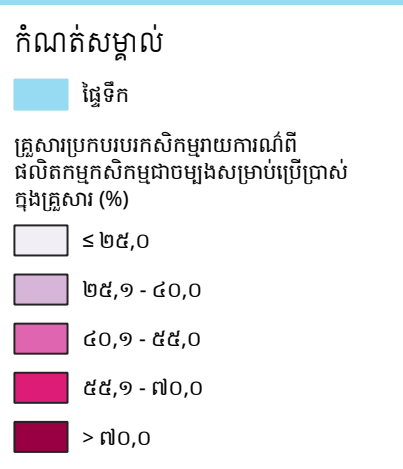 កំណត់សម្គាល់
ផ្ទៃទឹក
គ្រួសារប្រកបរបរកសិកម្មរាយការណ៍ពី
ផលិតកម្មកសិកម្មជាចម្បងសម្រាប់ប្រើប្រាស់
ក្នុងគ្រួសារ (%)
≤ ២៥,០
២៥,១ - ៤០,០
៤០,១ - ៥៥,០
៥៥,១ - ៧០,០
> ៧០,០